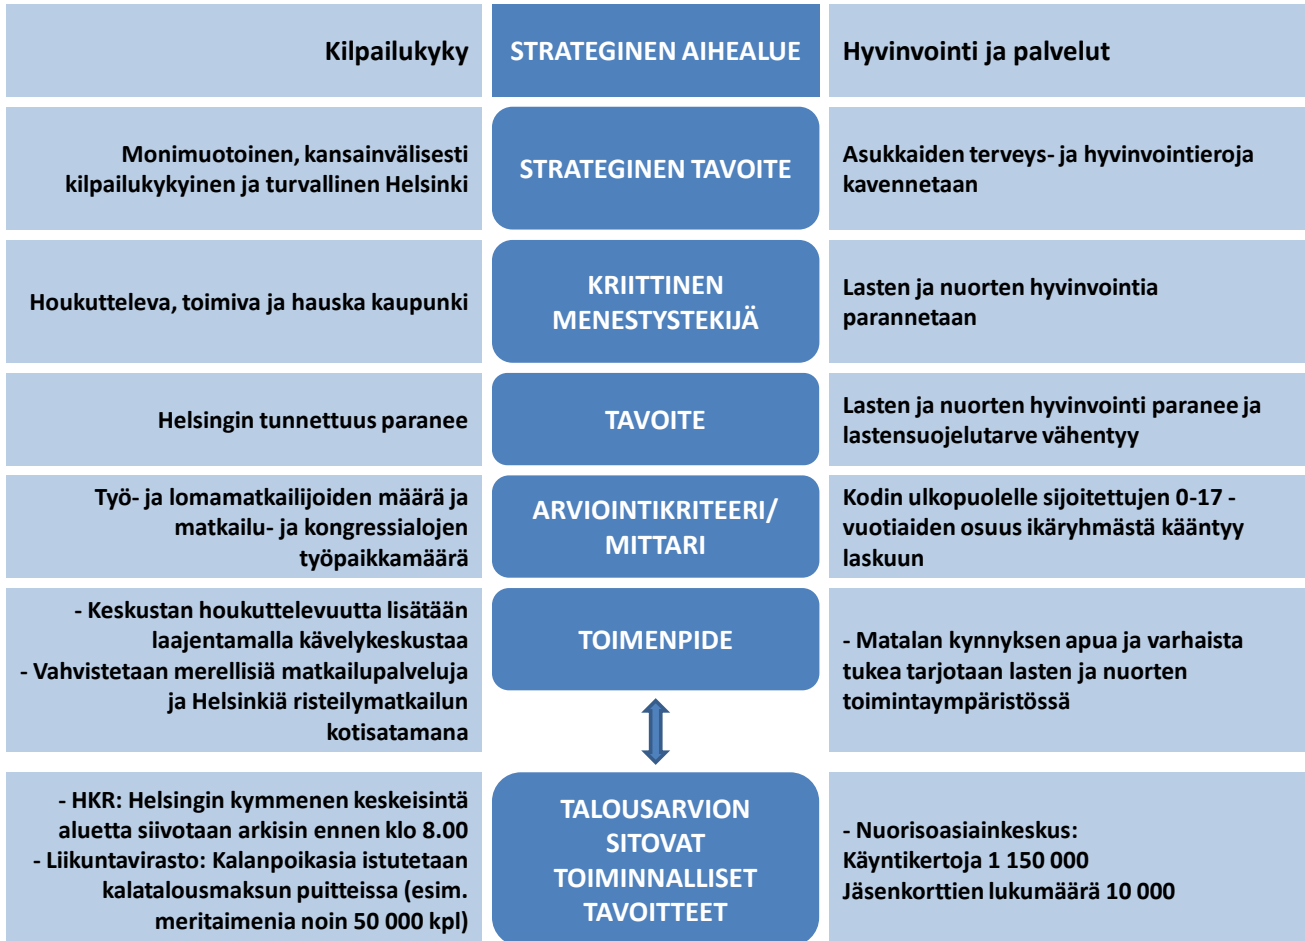 Kilpailukyky
STRATEGINEN AIHEALUE
Hyvinvointi ja palvelut
Monimuotoinen, kansainvälisesti
kilpailukykyinen ja turvallinen Helsinki
STRATEGINEN TAVOITE
Asukkaiden terveys- ja hyvinvointieroja
kavennetaan
Houkutteleva, toimiva ja hauska kaupunki
KRIITTINEN
MENESTYSTEKIJÄ
Lasten ja nuorten hyvinvointia
parannetaan
Helsingin tunnettuus paranee
TAVOITE
Lasten ja nuorten hyvinvointi paranee ja
lastensuojelutarve vähentyy
Työ- ja lomamatkailijoiden määrä ja
matkailu- ja kongressialojen
työpaikkamäärä
ARVIOINTIKRITEERI/
MITTARI
Kodin ulkopuolelle sijoitettujen 0-17 -
vuotiaiden osuus ikäryhmästä kääntyy
laskuun
- Keskustan houkuttelevuutta lisätään
laajentamalla kävelykeskustaa
- Vahvistetaan merellisiä matkailupalveluja
ja Helsinkiä risteilymatkailun
kotisatamana
TOIMENPIDE
- Matalan kynnyksen apua ja varhaista
tukea tarjotaan lasten ja nuorten
toimintaympäristössä
- HKR: Helsingin kymmenen keskeisintä
aluetta siivotaan arkisin ennen klo 8.00
- Liikuntavirasto: Kalanpoikasia istutetaan
kalatalousmaksun puitteissa (esim.
meritaimenia noin 50 000 kpl)
TALOUSARVION
SITOVAT
TOIMINNALLISET
TAVOITTEET
- Nuorisoasiainkeskus:
Käyntikertoja 1 150 000
Jäsenkorttien lukumäärä 10 000